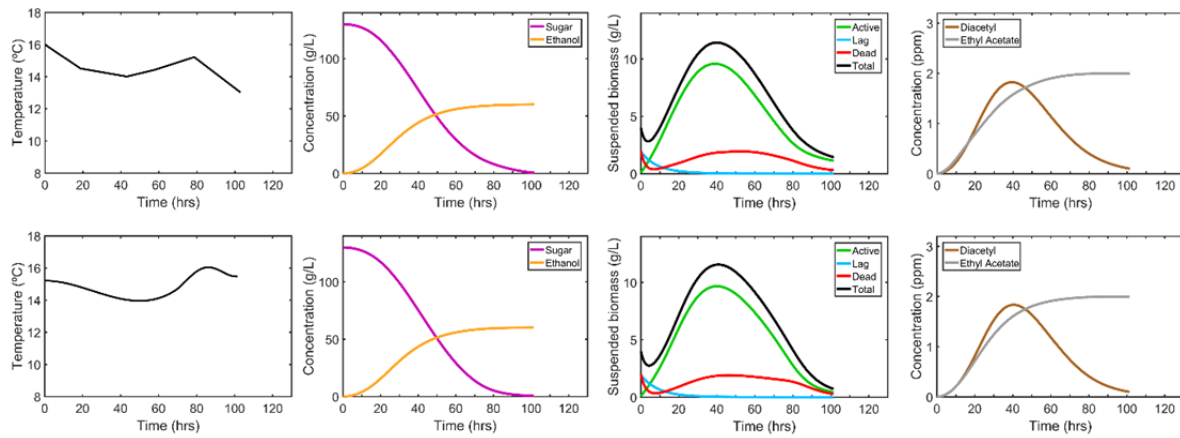 18
16
14
12
10
8
0 20 40 60 80 100 120
Temperature (ºC)
Time (hrs)
100
50
0
0 20 40 60 80 100 120
Concentration (g/L)
Time (hrs)
Sugar
Ethanol
10
5
0
0 20 40 60 80 100 120
Suspended biomass (g/L)
Time (hrs)
Active
Lag
Dead
Total
3
2
1
0
0 20 40 60 80 100 120
Concentration (ppm)
Time (hrs)
Diacetyl
Ethyl Acetate
18
16
14
12
10
8
0 20 40 60 80 100 120
Temperature (ºC)
Time (hrs)
100
50
0
0 20 40 60 80 100 120
Concentration (g/L)
Time (hrs)
Sugar
Ethanol
10
5
0
0 20 40 60 80 100 120
Suspended biomass (g/L)
Time (hrs)
Active
Lag
Dead
Total
3
2
1
0
0 20 40 60 80 100 120
Concentration (ppm)
Time (hrs)
Diacetyl
Ethyl Acetate